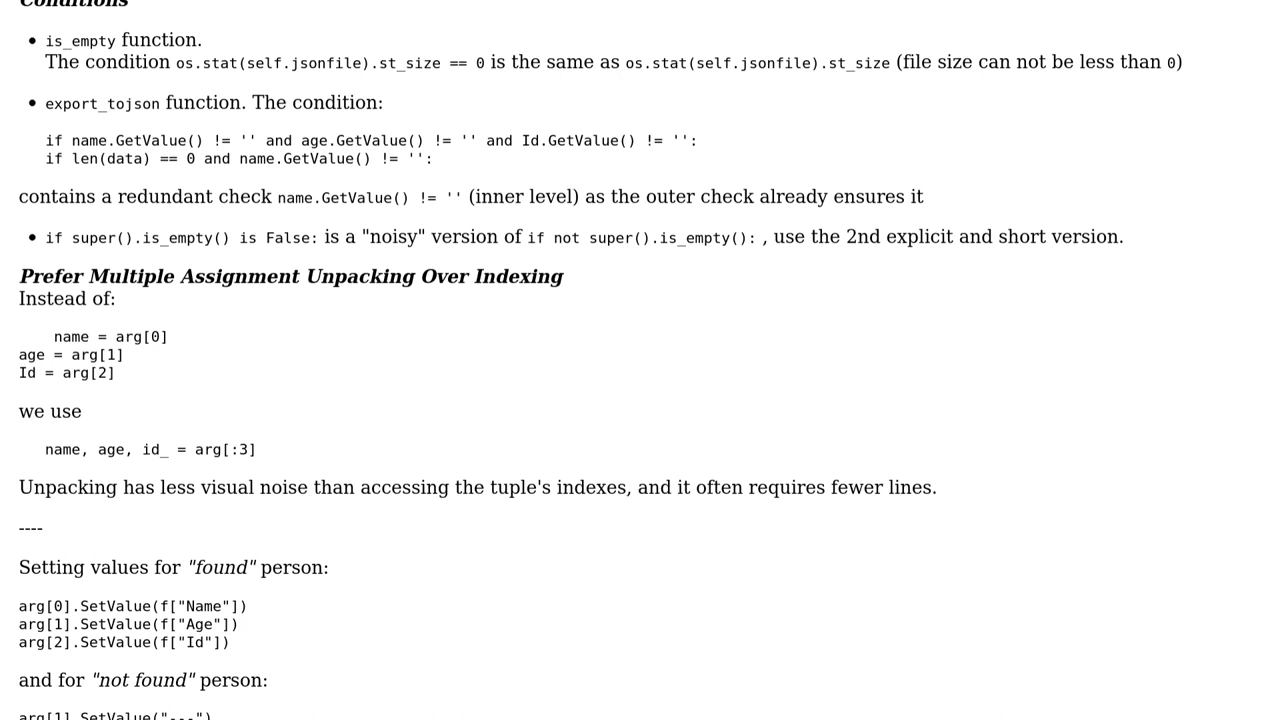 Conditions
• is_empty function.
The condition os.stat(self.jsonfile).st_size == 0 is the same as os.stat(self.jsonfile).st_size (file size can not be less than 0)
• export_tojson function. The condition:
if name.GetValue() != '' and age.GetValue() != '' and Id.GetValue() != '':
if len(data) == 0 and name.GetValue() != '':
contains a redundant check name.GetValue() != '' (inner level) as the outer check already ensures it
• if super().is_empty() is False: is a "noisy" version of if not super().is_empty(): , use the 2nd explicit and short version.
Prefer Multiple Assignment Unpacking Over Indexing
Instead of:
name = arg[0]
age = arg[1]
Id = arg[2]
we use
name, age, id_ = arg[:3]
Unpacking has less visual noise than accessing the tuple's indexes, and it often requires fewer lines.
----
Setting values for "found" person:
arg[0].SetValue(f["Name"])
arg[1].SetValue(f["Age"])
arg[2].SetValue(f["Id"])
and for "not found" person:
arg[1].SetValue("---")